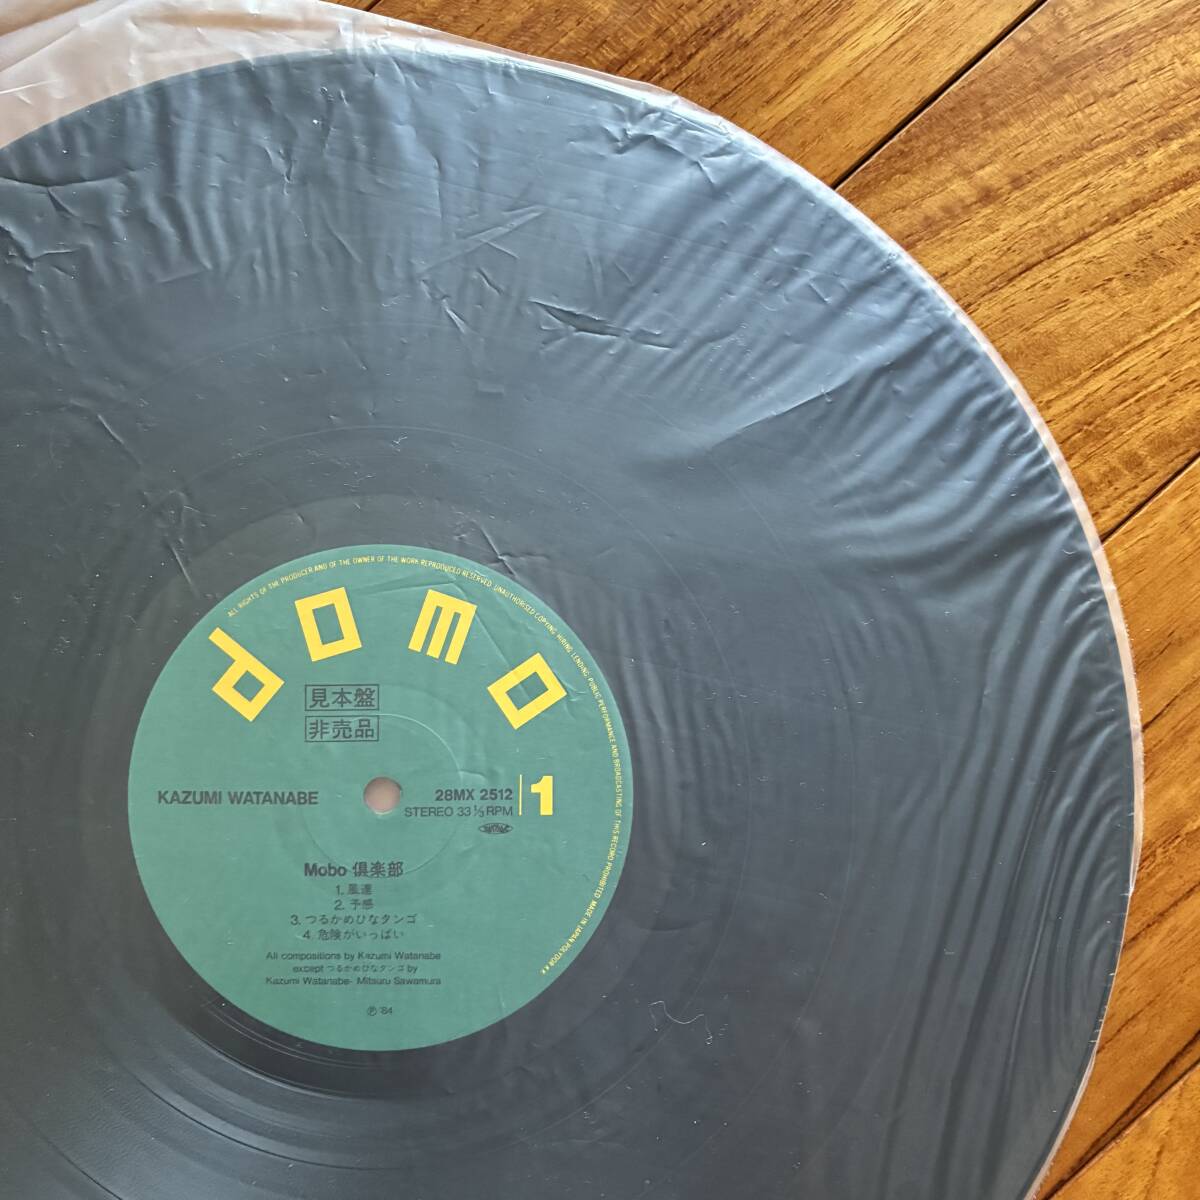 ALL RIGHTS OF THE PRODUCER AND OF THE OWNER OF THE WORK REPRODUCED RESERVED. UNAUTHORISED COPYING, HIRING, LENDING, PUBLIC PERFORMANCE AND BROADCASTING OF THIS RECORD PROHIBITED. MADE IN JAPAN POLYDOR K.K
domo
見本盤
非売品
KAZUMI WATANABE
28MX 2512
1
STEREO 33 1/3 RPM
Mobo 倶楽部
1. 風連
2. 予感
3. つるかめひなタンゴ
4. 危険がいっぱい
All compositions by Kazumi Watanabe
except つるかめひなタンゴ by
Kazumi Watanabe- Mitsuru Sawamura
℗ '84